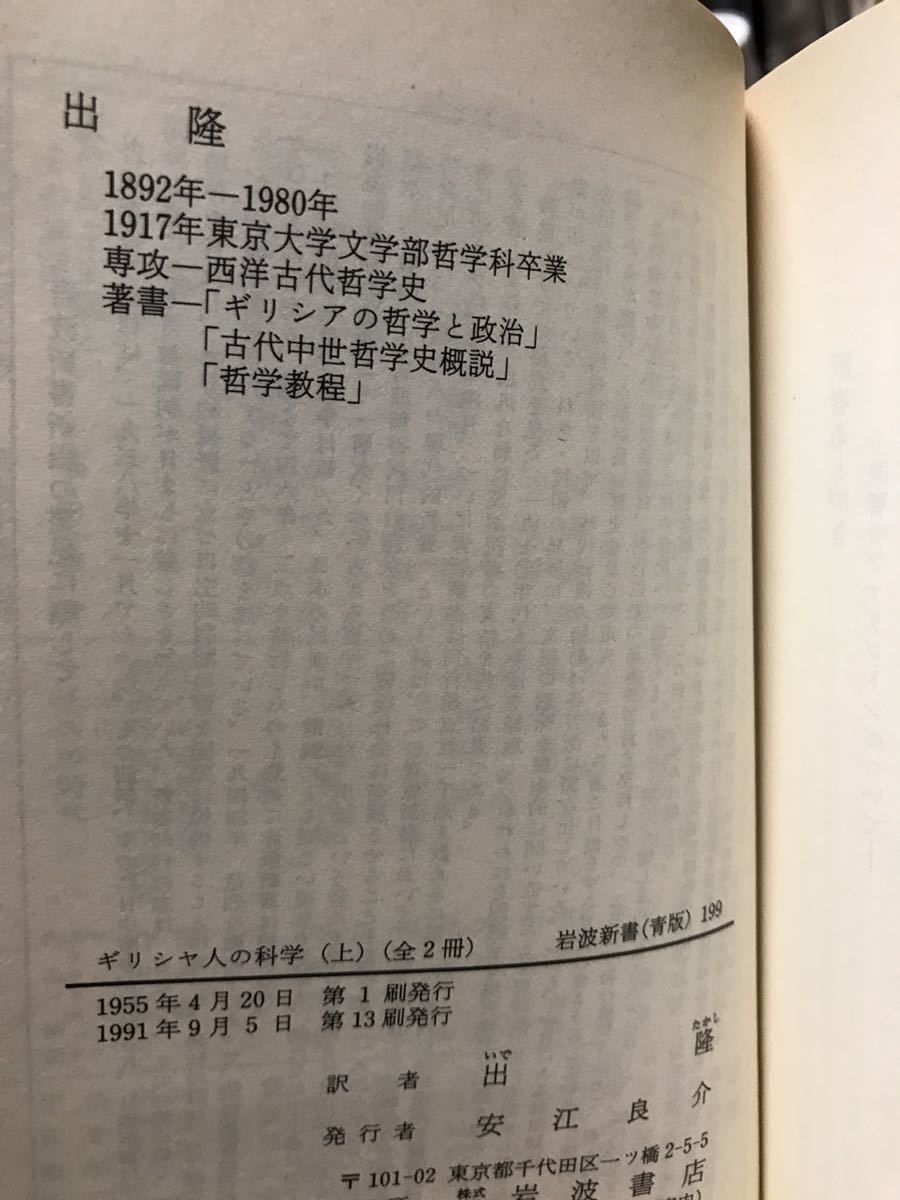 出 隆
1892年―1980年
1917年東京大学文学部哲学科卒業
専攻―西洋古代哲学史
著書―「ギリシアの哲学と政治」
「古代中世哲学史概説」
「哲学教程」
ギリシャ人の科学(上)(全2冊) 岩波新書(青版)199
1955年4月20日 第1刷発行
1991年9月5日 第13刷発行
いで たかし
訳者 出 隆
発行者 安江良介
〒101-02 東京都千代田区一ツ橋2-5-5
株式 岩波書店